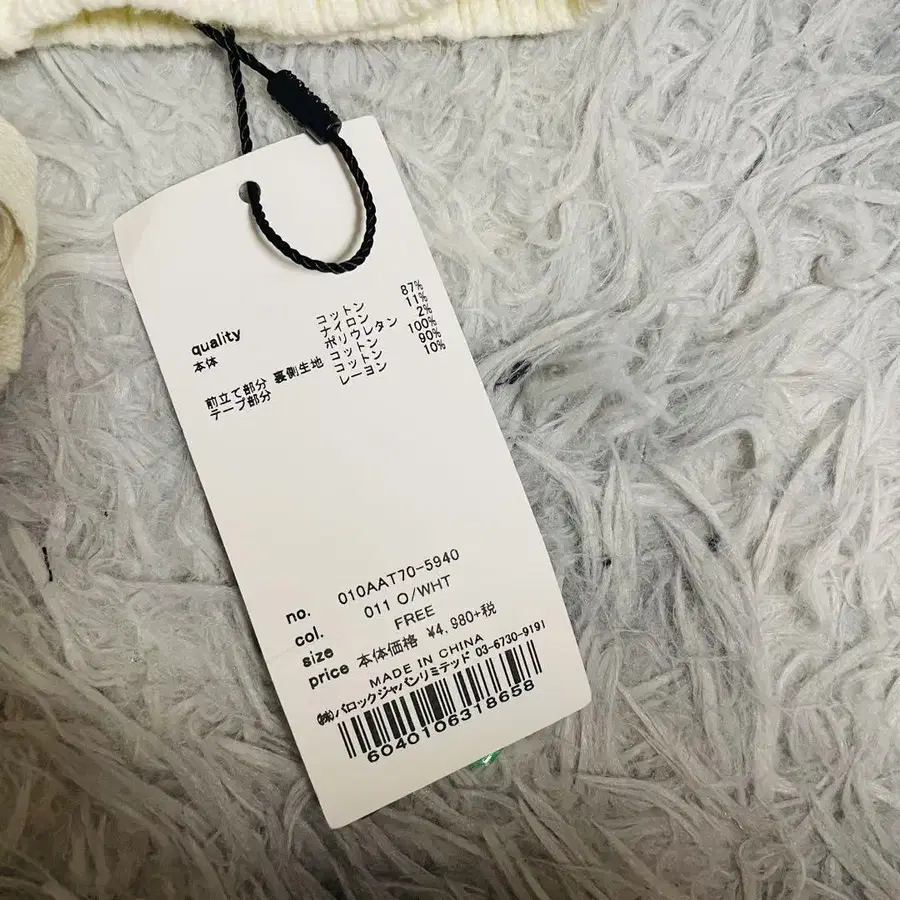 quality
本体 コットン 87%
ナイロン 11%
ポリウレタン 2%
前立て部分 裏側生地 コットン 100%
テープ部分 コットン 90%
レーヨン 10%
no. 010AAT70-5940
col. 011 O/WHT
size FREE
price 本体価格 ¥4,980+税
MADE IN CHINA
㈱バロックジャパンリミテッド 03-6730-9191
6040106318658